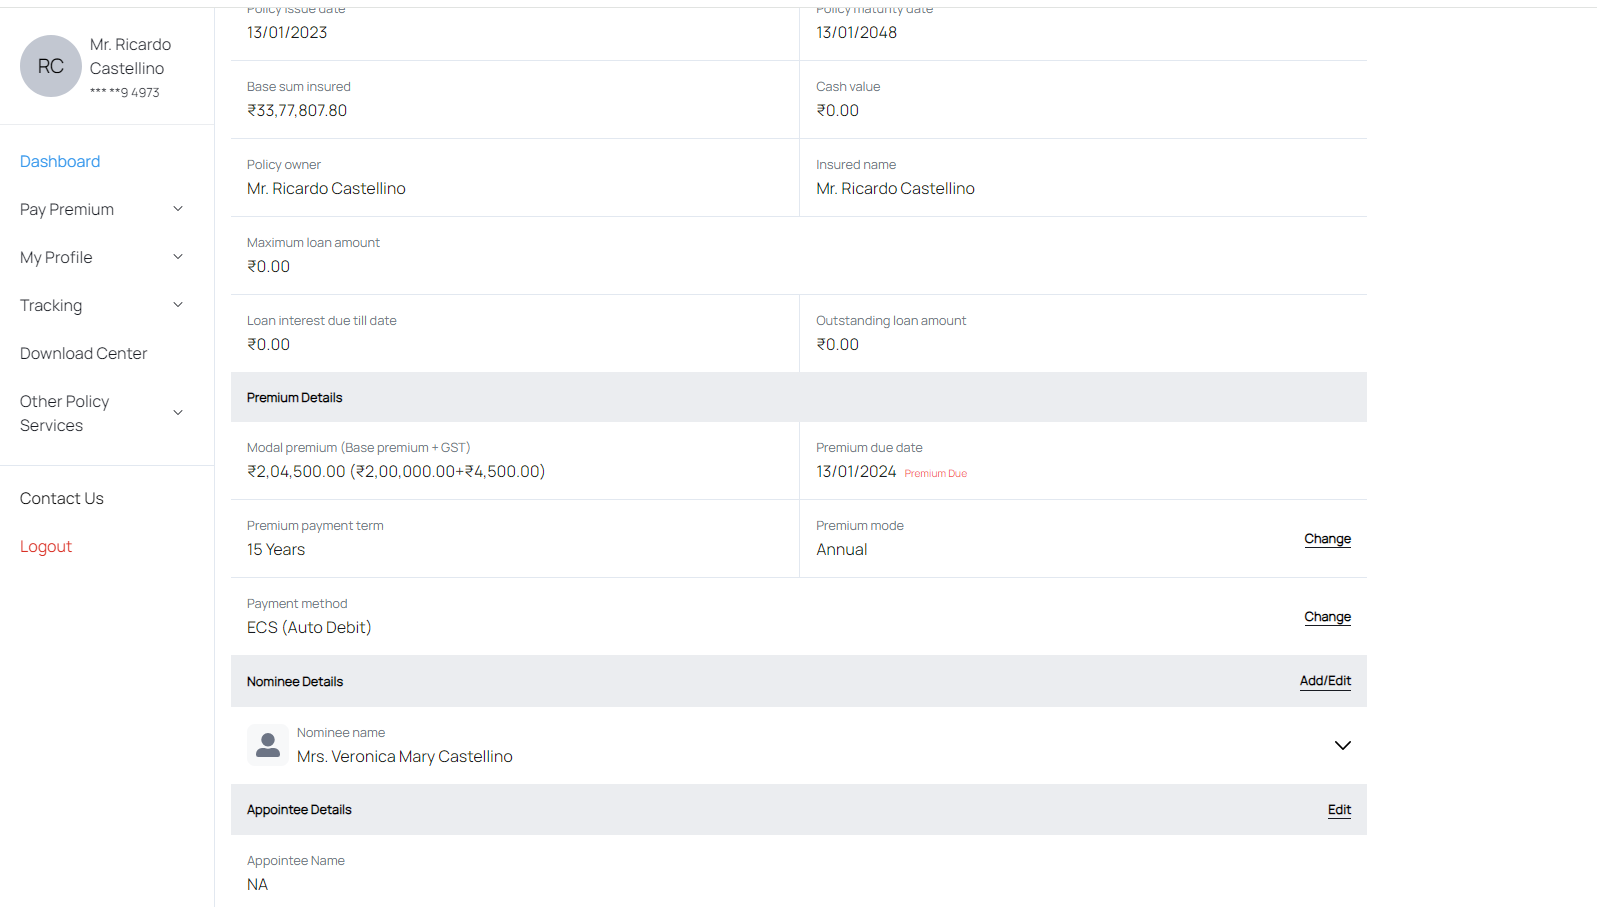 RC
Mr. Ricardo
Castellino
*** **9 4973
Dashboard
Pay Premium
My Profile
Tracking
Download Center
Other Policy
Services
Contact Us
Logout
Policy issue date
13/01/2023
Policy maturity date
13/01/2048
Base sum insured
₹33,77,807.80
Cash value
₹0.00
Policy owner
Mr. Ricardo Castellino
Insured name
Mr. Ricardo Castellino
Maximum loan amount
₹0.00
Loan interest due till date
₹0.00
Outstanding loan amount
₹0.00
Premium Details
Modal premium (Base premium + GST)
₹2,04,500.00 (₹2,00,000.00+₹4,500.00)
Premium due date
13/01/2024 Premium Due
Premium payment term
15 Years
Premium mode
Annual
Change
Payment method
ECS (Auto Debit)
Change
Nominee Details
Add/Edit
Nominee name
Mrs. Veronica Mary Castellino
Appointee Details
Edit
Appointee Name
NA